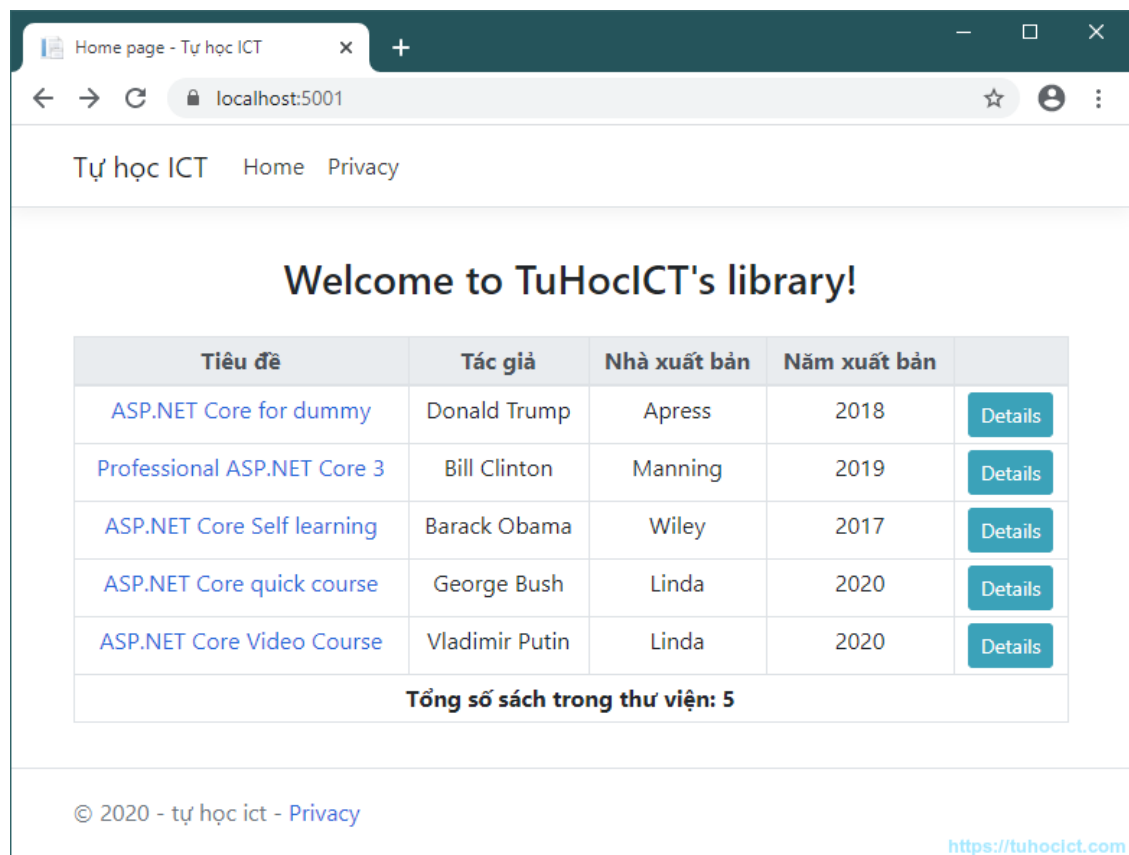 Home page - Tự học ICT
localhost:5001
Tự học ICT Home Privacy
Welcome to TuHocICT's library!
Tiêu đề Tác giả Nhà xuất bản Năm xuất bản
ASP.NET Core for dummy Donald Trump Apress 2018 Details
Professional ASP.NET Core 3 Bill Clinton Manning 2019 Details
ASP.NET Core Self learning Barack Obama Wiley 2017 Details
ASP.NET Core quick course George Bush Linda 2020 Details
ASP.NET Core Video Course Vladimir Putin Linda 2020 Details
Tổng số sách trong thư viện: 5
© 2020 - tự học ict - Privacy
https://tuhocict.com